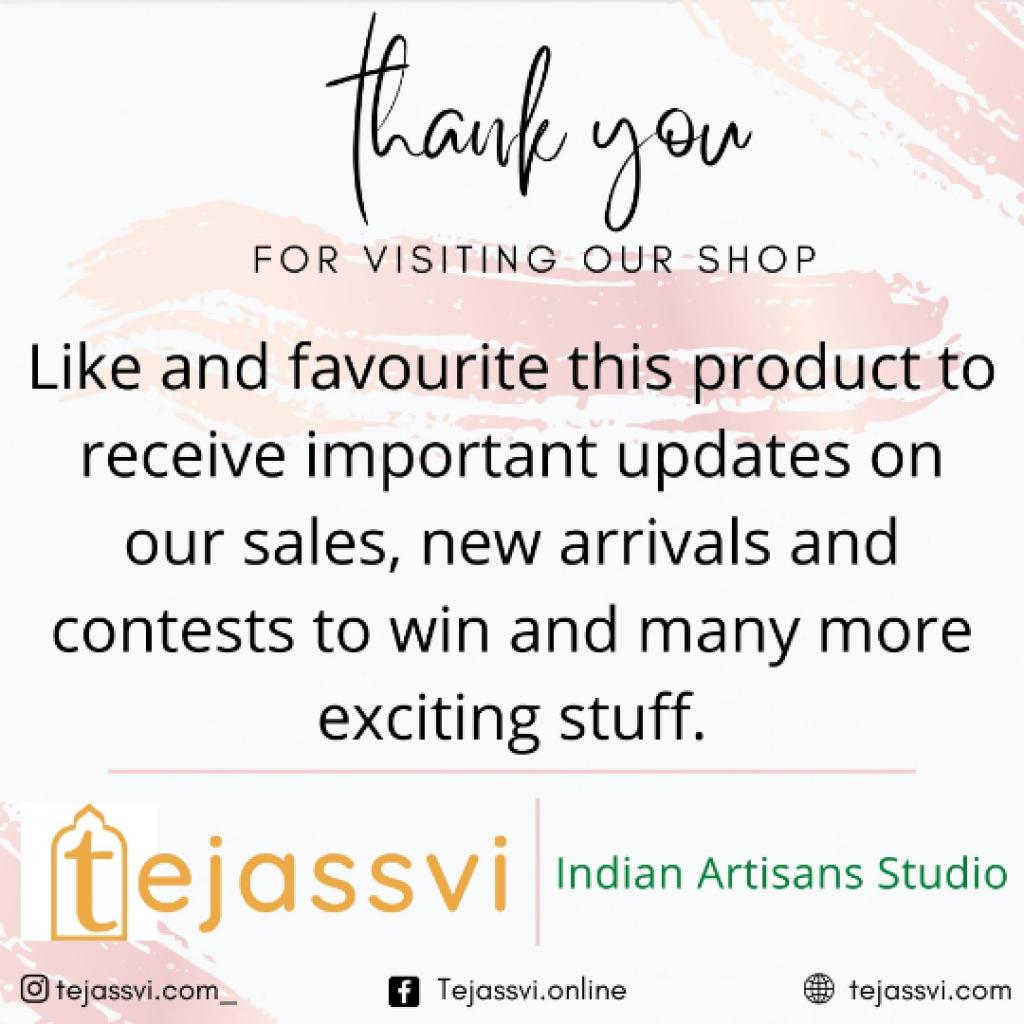 thank you
FOR VISITING OUR SHOP
Like and favourite this product to
receive important updates on
our sales, new arrivals and
contests to win and many more
exciting stuff.
tejassvi
Indian Artisans Studio
tejassvi.com_
Tejassvi.online
tejassvi.com